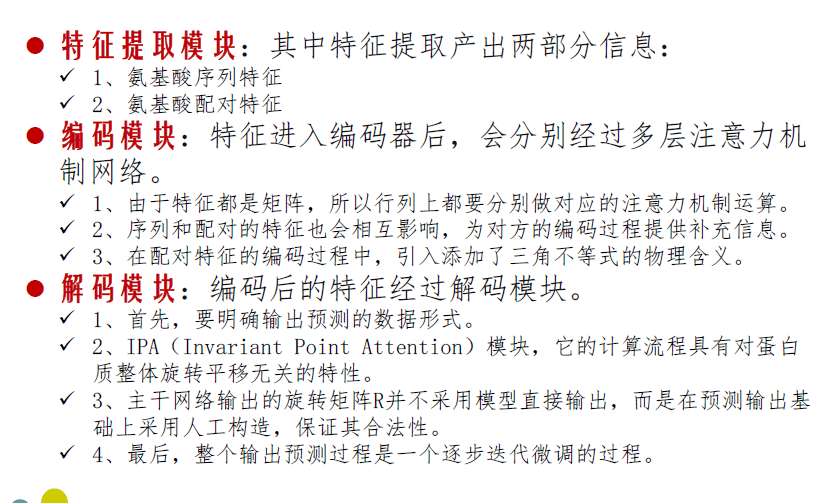 特征提取模块：其中特征提取产出两部分信息：
1、氨基酸序列特征
2、氨基酸配对特征
编码模块：特征进入编码器后，会分别经过多层注意力机
制网络。
1、由于特征都是矩阵，所以行列上都要分别做对应的注意力机制运算。
2、序列和配对的特征也会相互影响，为对方的编码过程提供补充信息。
3、在配对特征的编码过程中，引入添加了三角不等式的物理含义。
解码模块：编码后的特征经过解码模块。
1、首先，要明确输出预测的数据形式。
2、IPA（Invariant Point Attention）模块，它的计算流程具有对蛋白
质整体旋转平移无关的特性。
3、主干网络输出的旋转矩阵R并不采用模型直接输出，而是在预测输出基
础上采用人工构造，保证其合法性。
4、最后，整个输出预测过程是一个逐步迭代微调的过程。